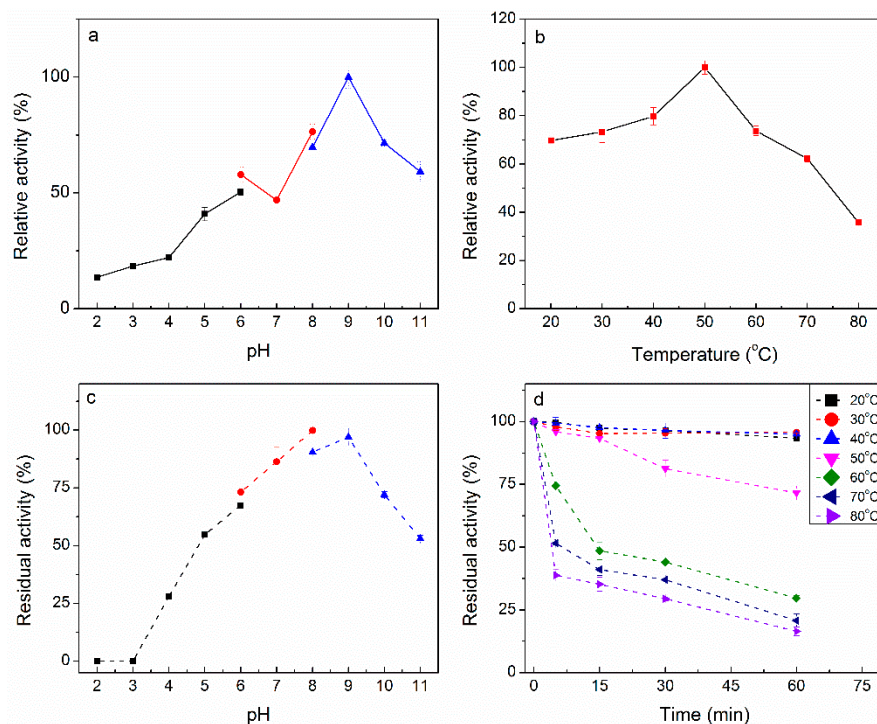 a
Relative activity (%)
100
50
0
2 3 4 5 6 7 8 9 10 11
pH
b
Relative activity (%)
120
100
80
60
40
20
0
20 30 40 50 60 70 80
Temperature (°C)
c
Residual activity (%)
100
75
50
25
0
2 3 4 5 6 7 8 9 10 11
pH
d
Residual activity (%)
100
75
50
25
0
0 15 30 45 60 75
Time (min)
20°C
30°C
40°C
50°C
60°C
70°C
80°C